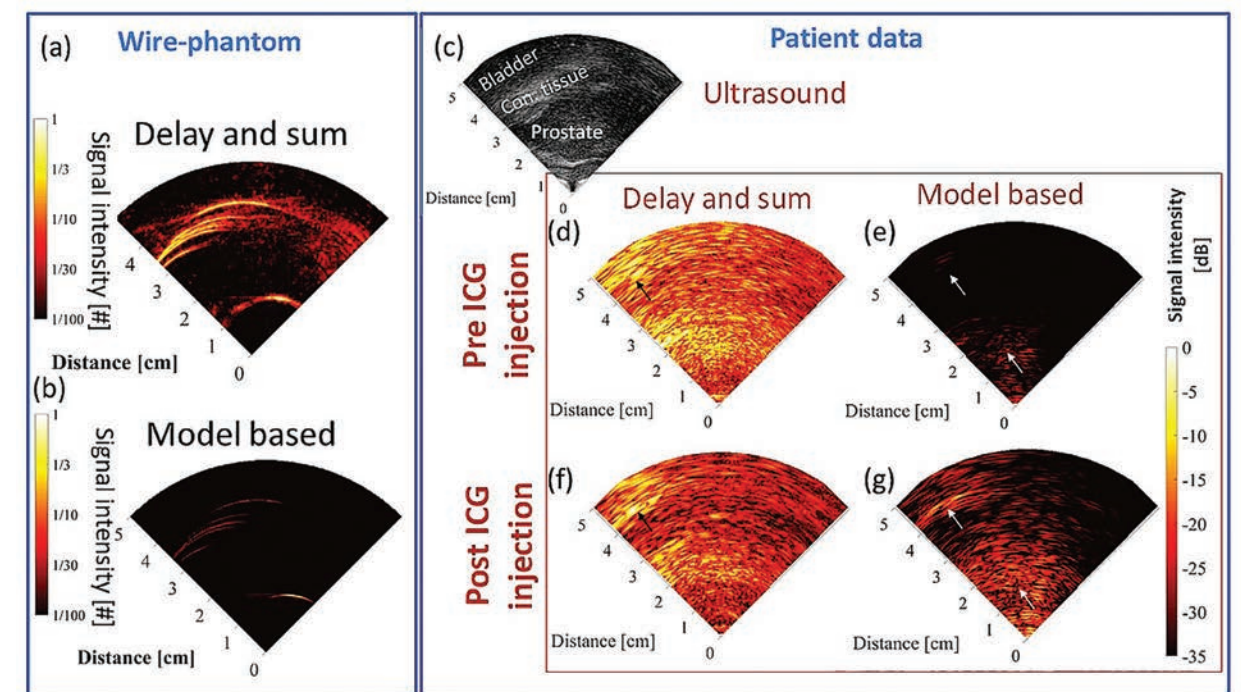 (a) Wire-phantom
1
1/3
1/10
1/30
1/100
Signal intensity [#]
Delay and sum
4
3
2
1
0
Distance [cm]
(b)
1
1/3
1/10
1/30
1/100
Signal intensity [#]
Model based
5
4
3
2
1
0
Distance [cm]
(c) Patient data
Bladder
Con. tissue
Prostate
5
4
3
2
1
0
Distance [cm]
Ultrasound
Delay and sum
Model based
Pre ICG
injection
(d)
5
4
3
2
1
0
Distance [cm]
(e)
5
4
3
2
1
0
Distance [cm]
Post ICG
injection
(f)
5
4
3
2
1
0
Distance [cm]
(g)
5
4
3
2
1
0
Distance [cm]
Signal intensity
[dB]
0
-5
-10
-15
-20
-25
-30
-35